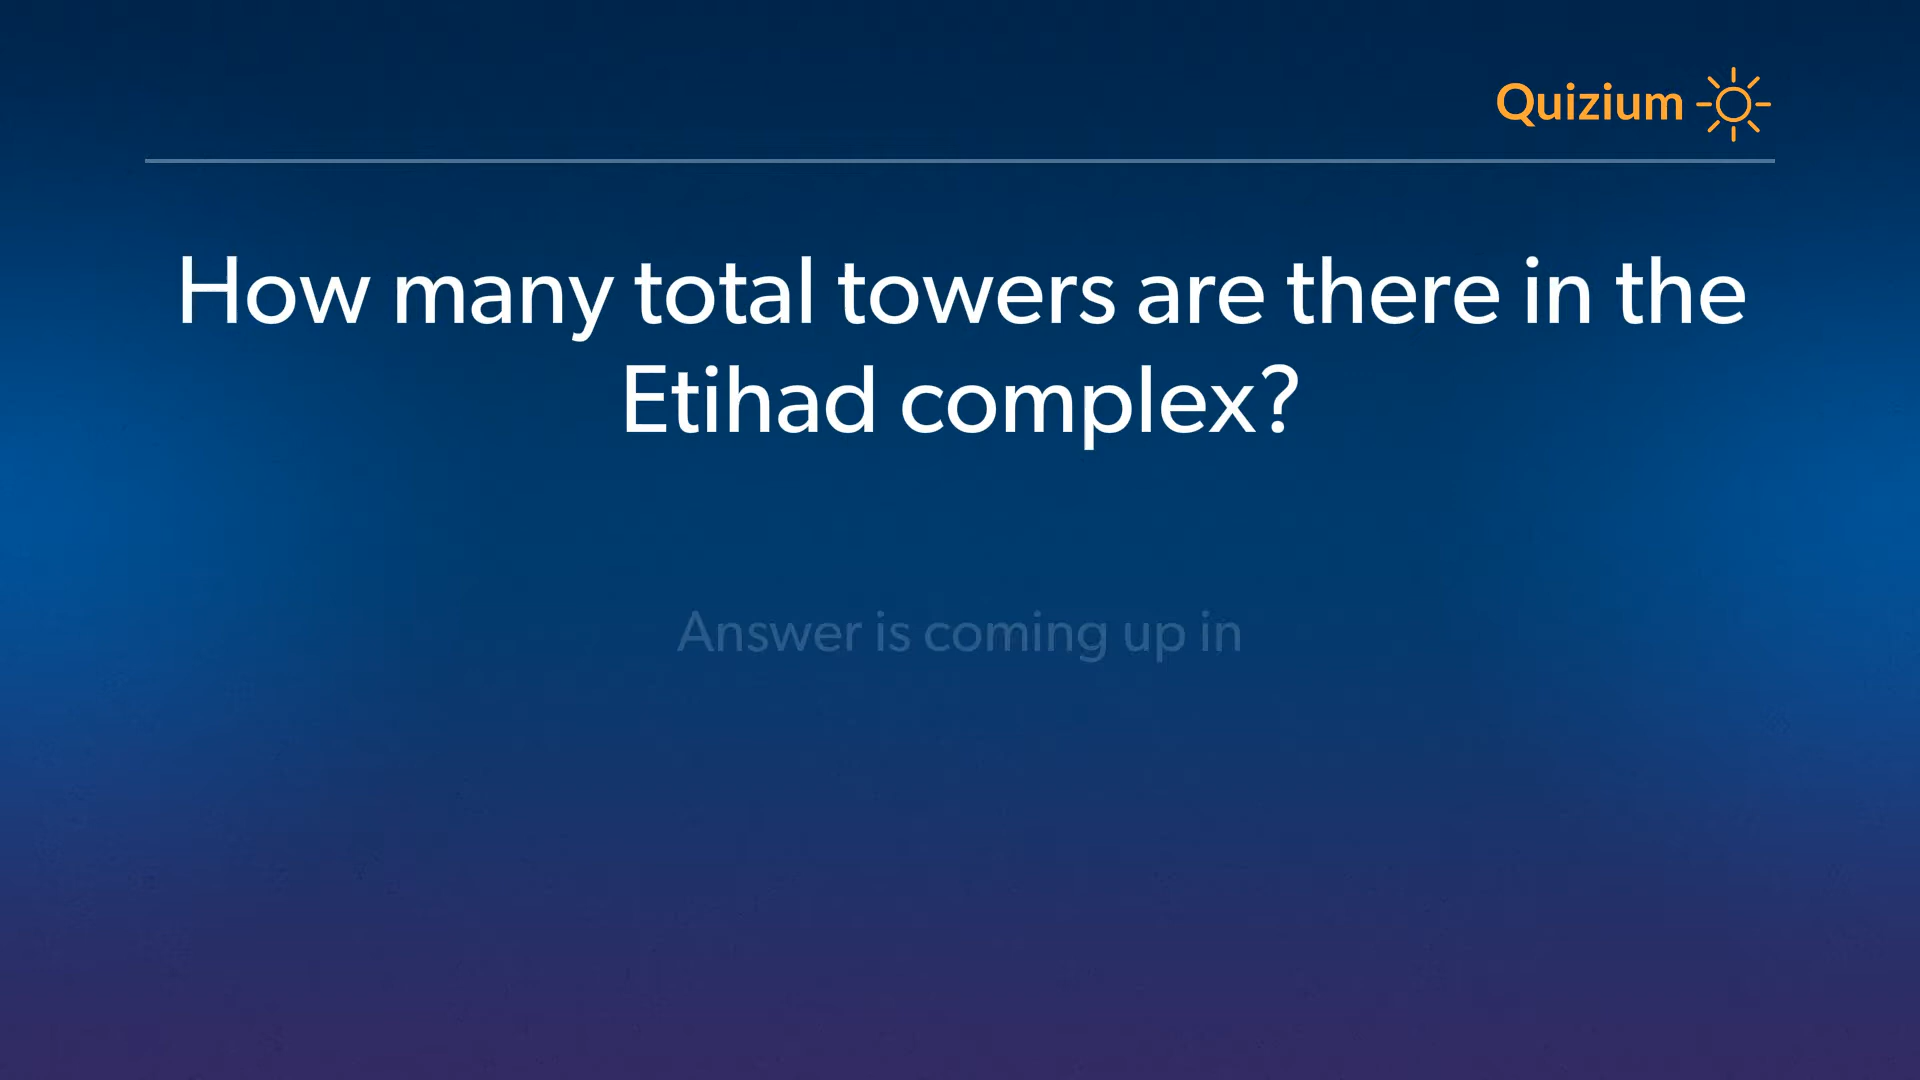 Quizium
How many total towers are there in the
Etihad complex?
Answer is coming up in